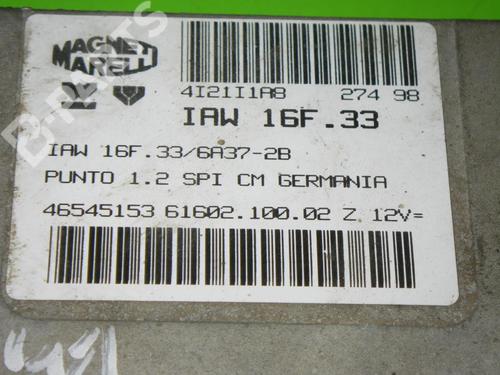 MAGNETI
MARELLI
4I21I1A8 274 98
IAW 16F.33
IAW 16F.33/6A37-2B
PUNTO 1.2 SPI CM GERMANIA
46545153 61602.100.02 Z 12V=